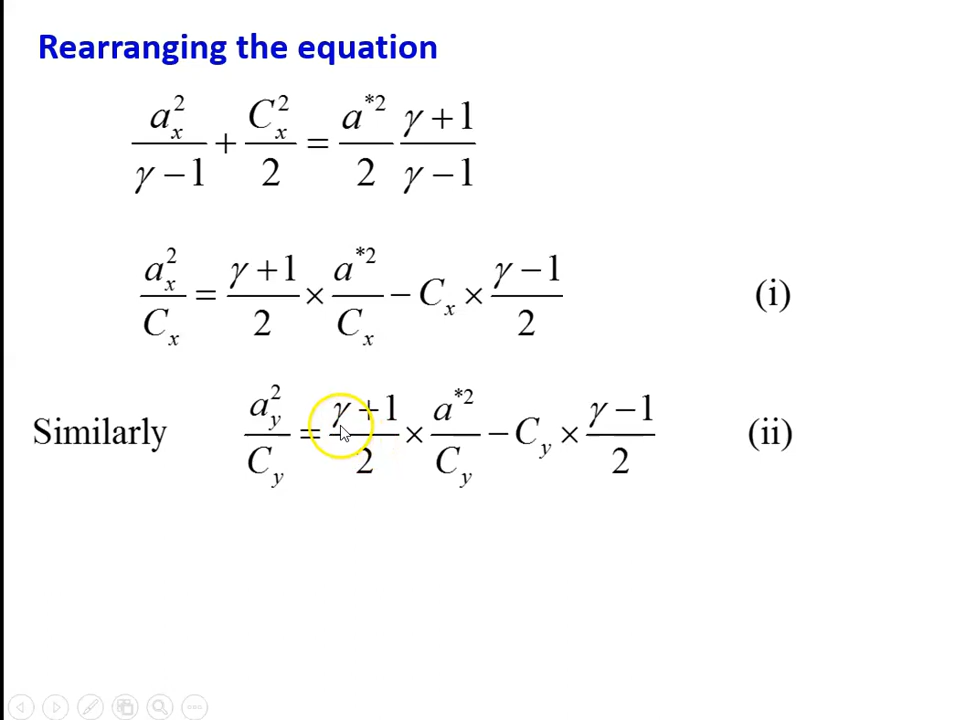 Rearranging the equation
a_x^2/(γ−1) + C_x^2/2 = a^{*2}/2 (γ+1)/(γ−1)
a_x^2/C_x = (γ+1)/2 × a^{*2}/C_x − C_x × (γ−1)/2 (i)
Similarly a_y^2/C_y = (γ+1)/2 × a^{*2}/C_y − C_y × (γ−1)/2 (ii)